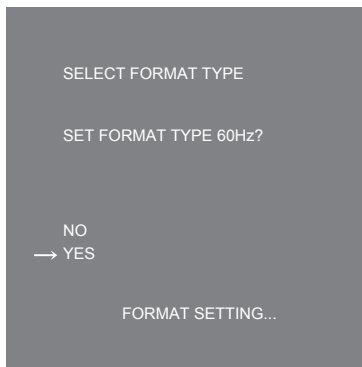 SELECT FORMAT TYPE
SET FORMAT TYPE 60Hz?
NO
→ YES
FORMAT SETTING...